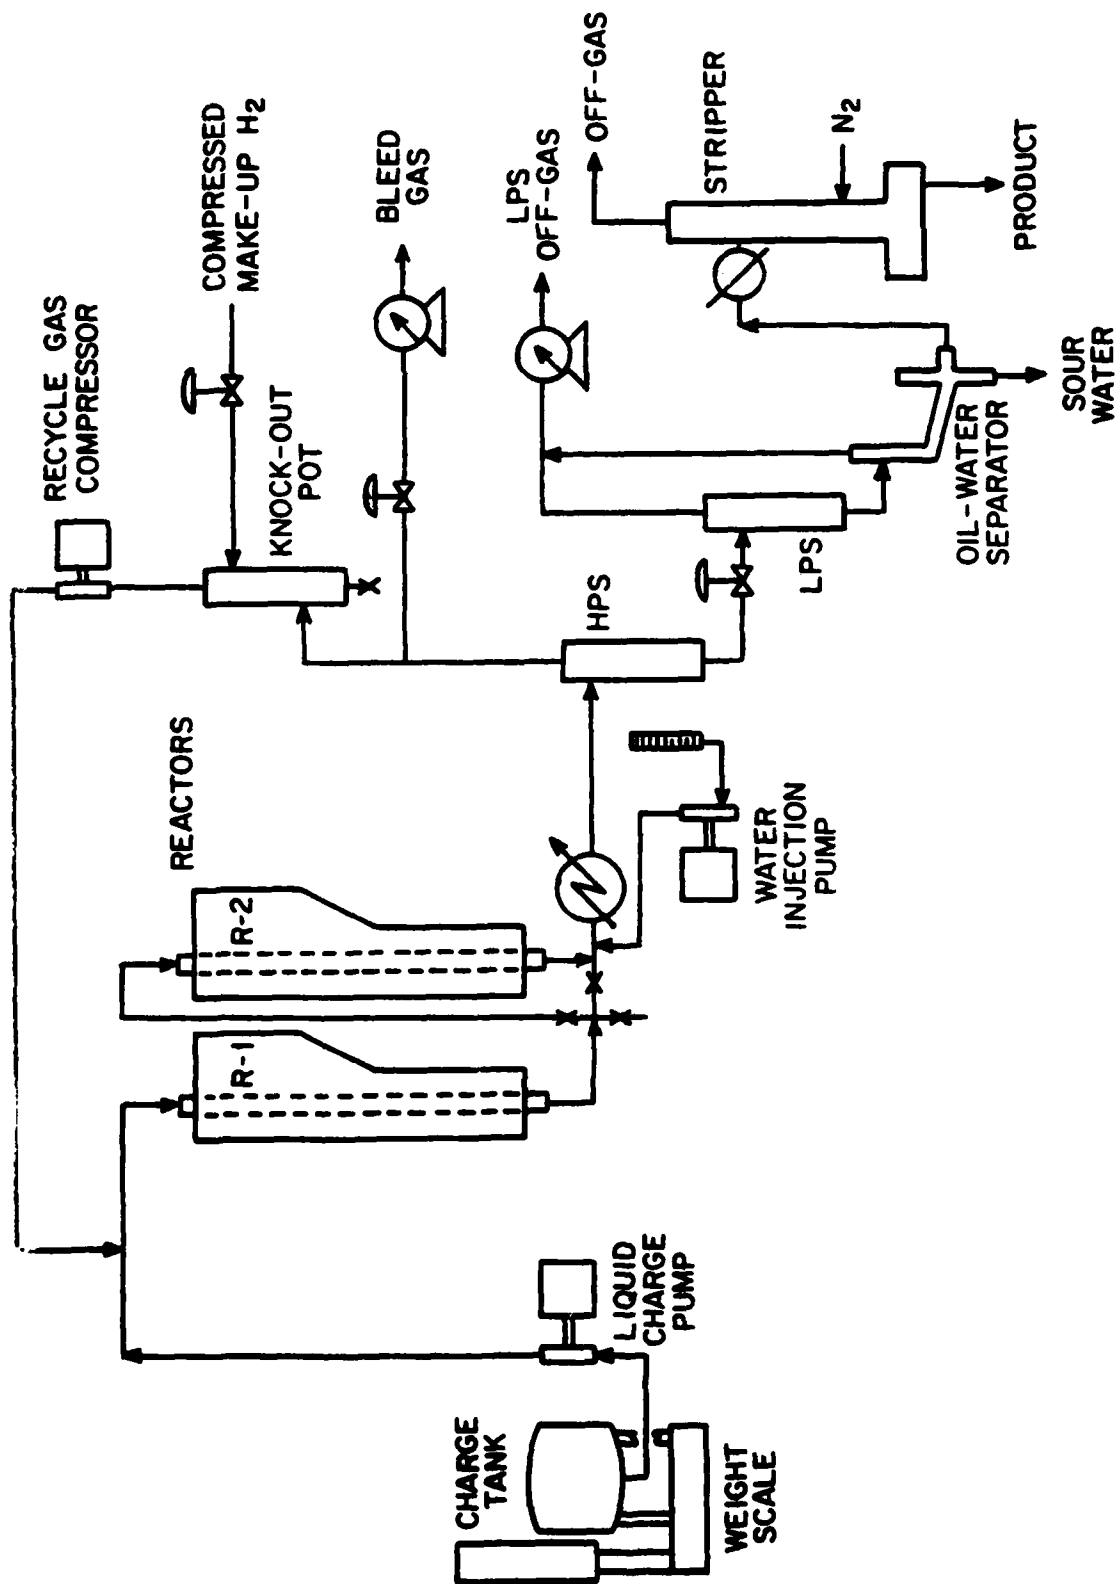 RECYCLE GAS
COMPRESSOR
COMPRESSED
MAKE-UP H2
KNOCK-OUT
POT
BLEED
GAS
LPS
OFF-GAS
OFF-GAS
REACTORS
R-1
R-2
HPS
STRIPPER
N2
LPS
OIL-WATER
SEPARATOR
SOUR
WATER
PRODUCT
WATER
INJECTION
PUMP
LIQUID
CHARGE
PUMP
CHARGE
TANK
WEIGHT
SCALE